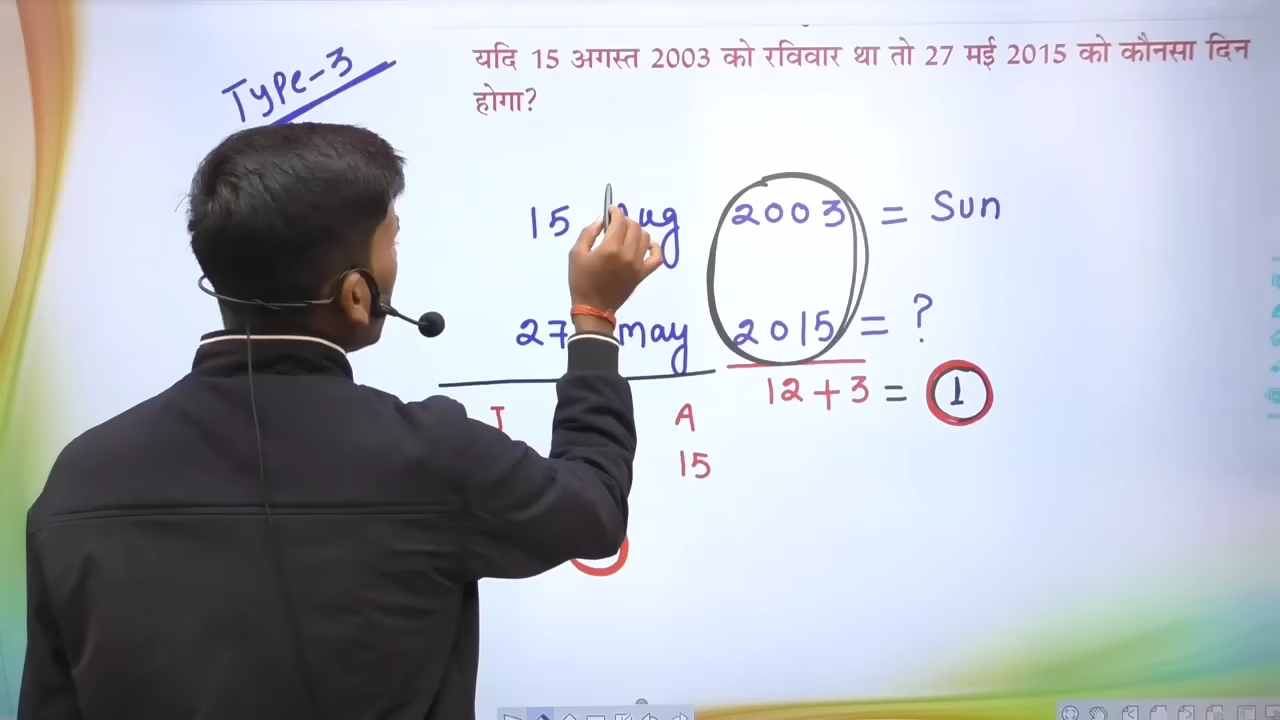 Type-3
यदि 15 अगस्त 2003 को रविवार था तो 27 मई 2015 को कौनसा दिन
होगा?
15 2003 = Sun
27 May 2015 = ?
12 + 3 = 1
A
15